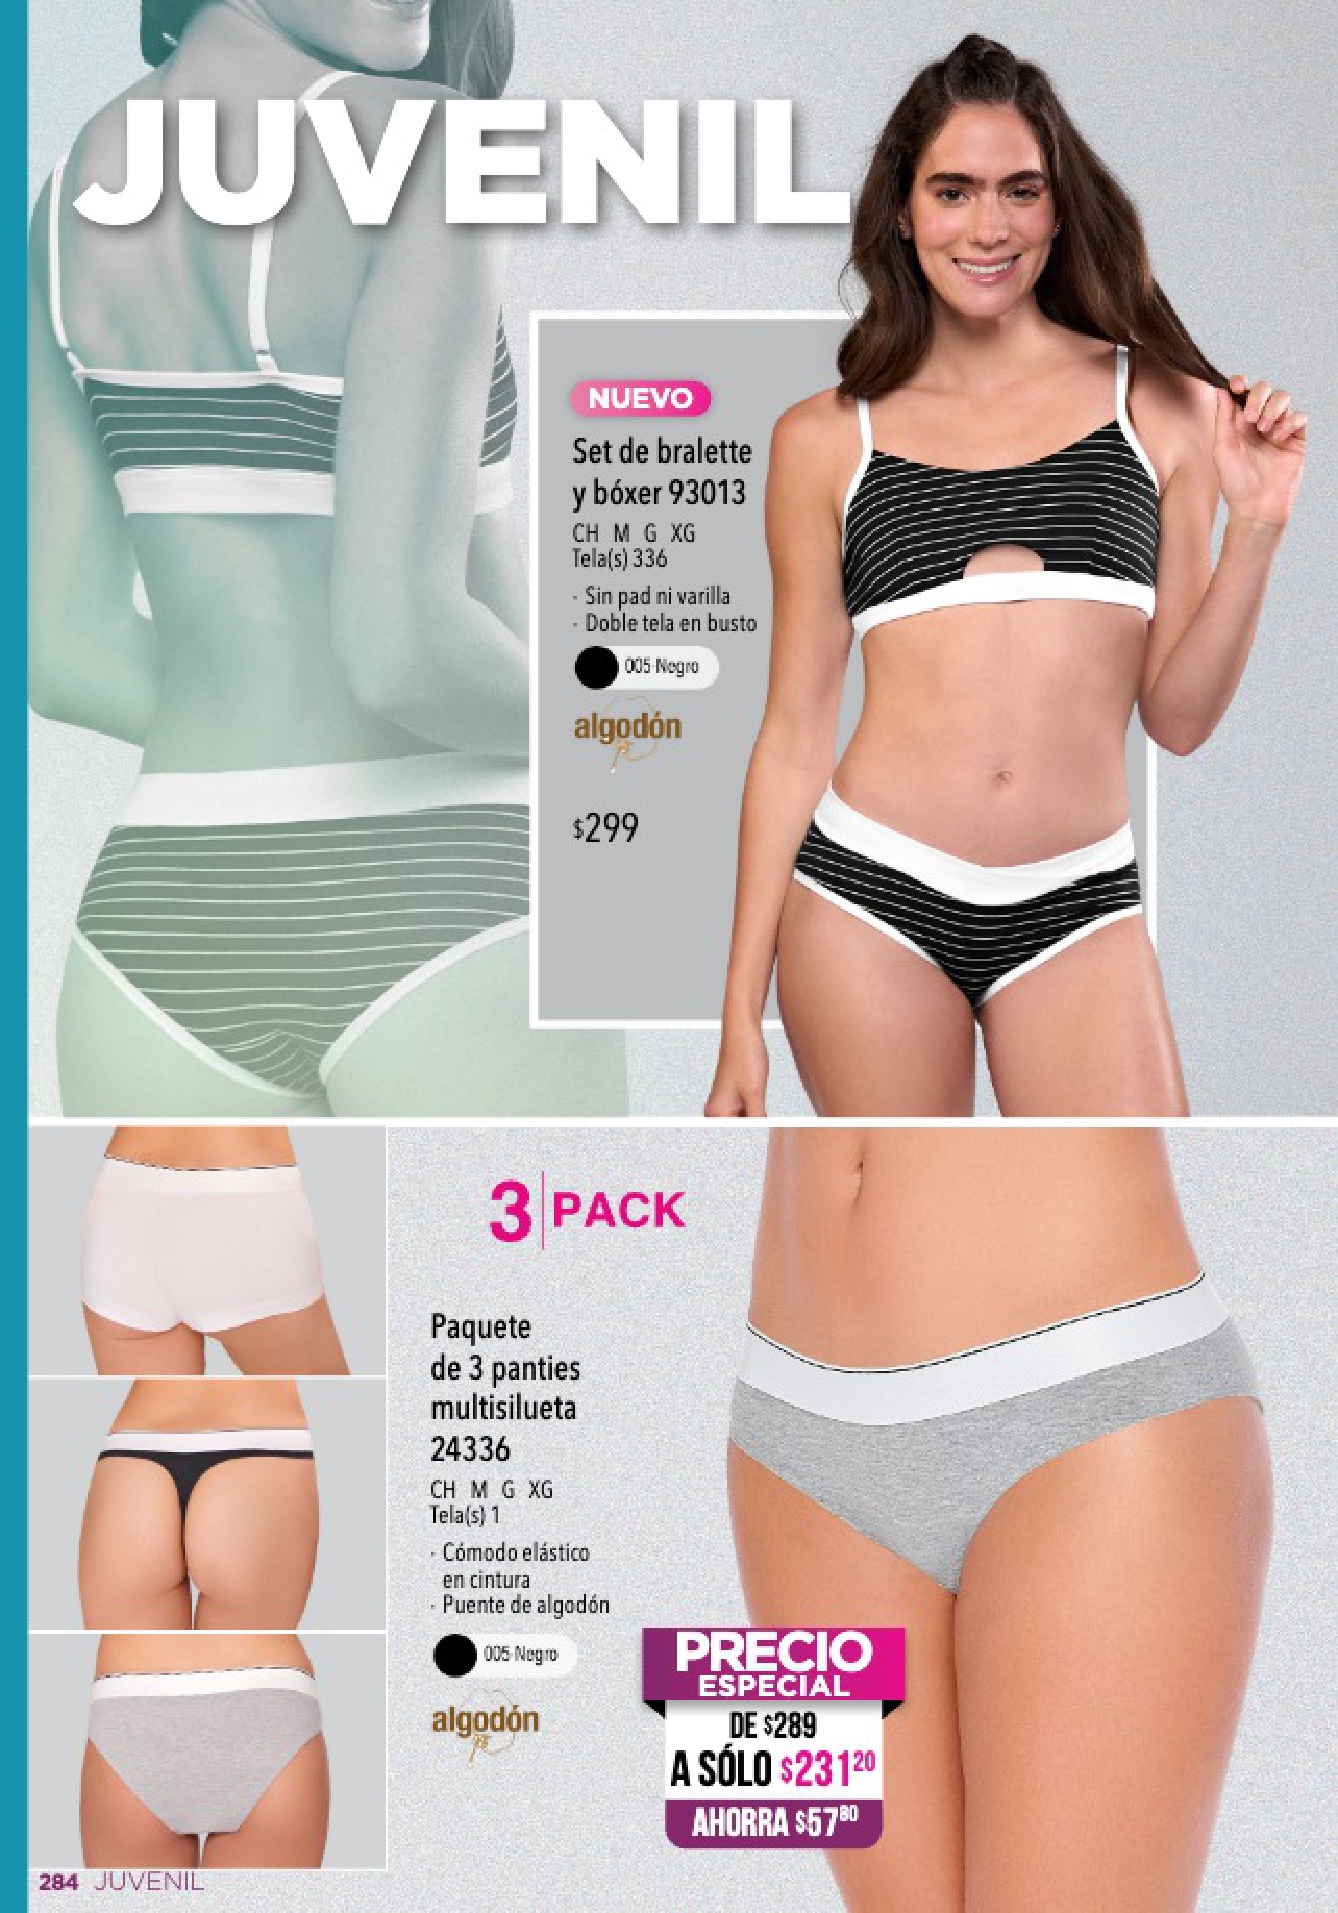 JUVENIL
NUEVO
Set de bralette
y bóxer 93013
CH M G XG
Tela(s) 336
- Sin pad ni varilla
- Doble tela en busto
005-Negro
algodón
$299
3 PACK
Paquete
de 3 panties
multisilueta
24336
CH M G XG
Tela(s) 1
- Cómodo elástico
en cintura
- Puente de algodón
005-Negro
algodón
PRECIO
ESPECIAL
DE $289
A SÓLO $231.20
AHORRA $57.80
284 JUVENIL